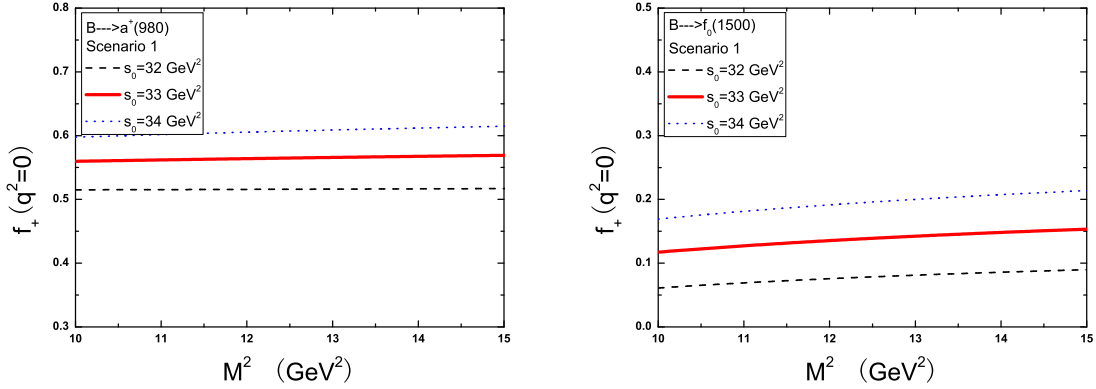 B--->a⁺(980)
Scenario 1
s₀=32 GeV²
s₀=33 GeV²
s₀=34 GeV²
0.8
0.7
0.6
0.5
0.4
0.3
10 11 12 13 14 15
f₊ (q²=0)
M² (GeV²)
B--->f₀(1500)
Scenario 1
s₀=32 GeV²
s₀=33 GeV²
s₀=34 GeV²
0.5
0.4
0.3
0.2
0.1
0.0
10 11 12 13 14 15
f₊ (q²=0)
M² (GeV²)